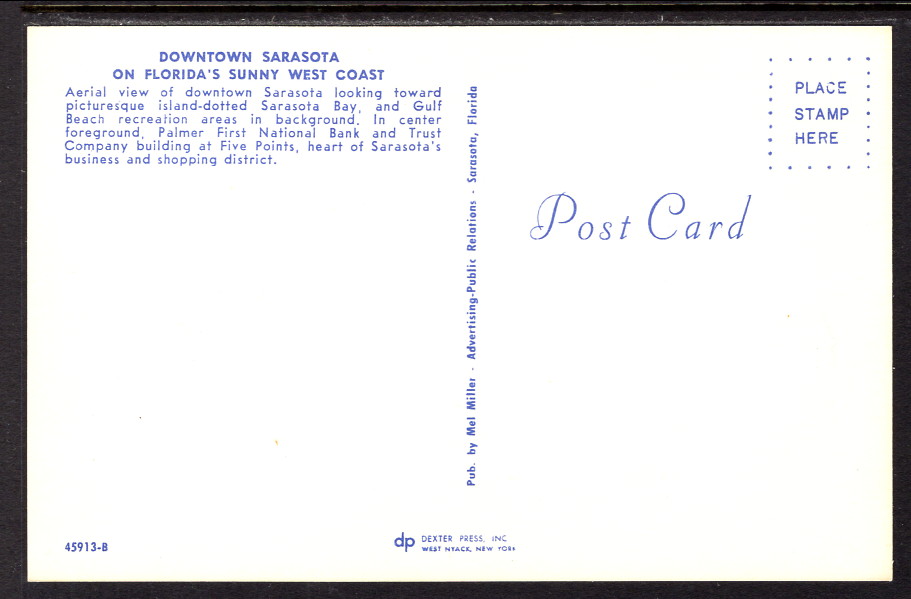 DOWNTOWN SARASOTA
ON FLORIDA'S SUNNY WEST COAST
Aerial view of downtown Sarasota looking toward
picturesque island-dotted Sarasota Bay, and Gulf
Beach recreation areas in background. In center
foreground, Palmer First National Bank and Trust
Company building at Five Points, heart of Sarasota's
business and shopping district.
Pub. by Mel Miller - Advertising-Public Relations - Sarasota, Florida
PLACE
STAMP
HERE
Post Card
45913-B
dp DEXTER PRESS, INC
WEST NYACK, NEW YORK